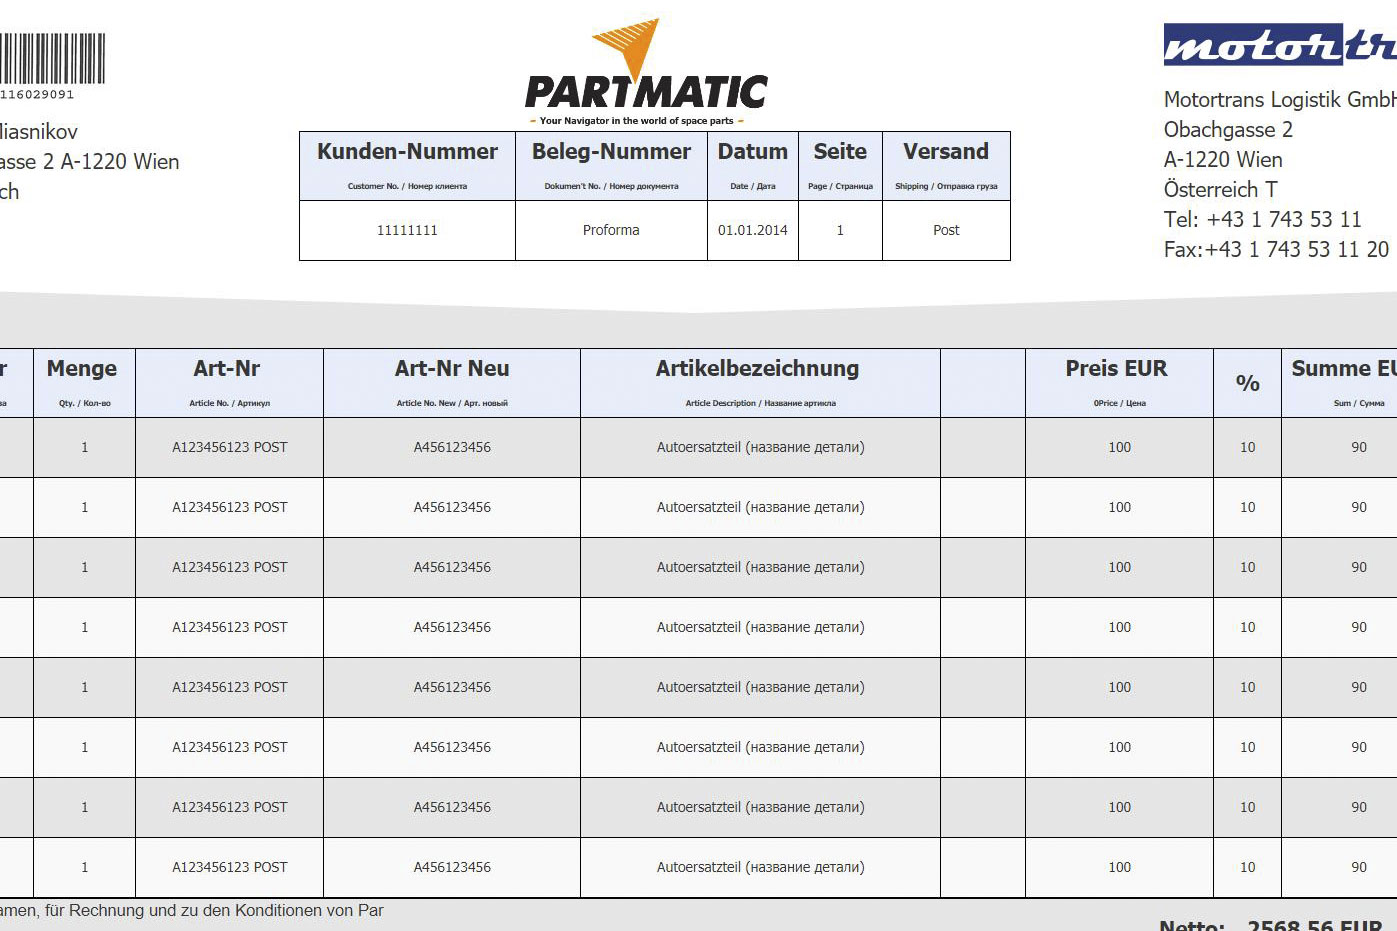 116029091
Miasnikov
asse 2 A-1220 Wien
ch
PARTMATIC
Your Navigator in the world of space parts
motortr
Motortrans Logistik GmbH
Obachgasse 2
A-1220 Wien
Österreich T
Tel: +43 1 743 53 11
Fax:+43 1 743 53 11 20
Kunden-Nummer Beleg-Nummer Datum Seite Versand
Customer No. / Номер клиента Dokumen't No. / Номер документа Date / Дата Page / Страница Shipping / Отправка груза
11111111 Proforma 01.01.2014 1 Post
r Menge Art-Nr Art-Nr Neu Artikelbezeichnung Preis EUR % Summe EU
за Qty. / Кол-во Article No. / Артикул Article No. New / Арт. новый Article Description / Название артикла 0Price / Цена Sum / Сумма
1 A123456123 POST A456123456 Autoersatzteil (название детали) 100 10 90
1 A123456123 POST A456123456 Autoersatzteil (название детали) 100 10 90
1 A123456123 POST A456123456 Autoersatzteil (название детали) 100 10 90
1 A123456123 POST A456123456 Autoersatzteil (название детали) 100 10 90
1 A123456123 POST A456123456 Autoersatzteil (название детали) 100 10 90
1 A123456123 POST A456123456 Autoersatzteil (название детали) 100 10 90
1 A123456123 POST A456123456 Autoersatzteil (название детали) 100 10 90
1 A123456123 POST A456123456 Autoersatzteil (название детали) 100 10 90
amen, für Rechnung und zu den Konditionen von Par
Netto: 2568,56 EUR